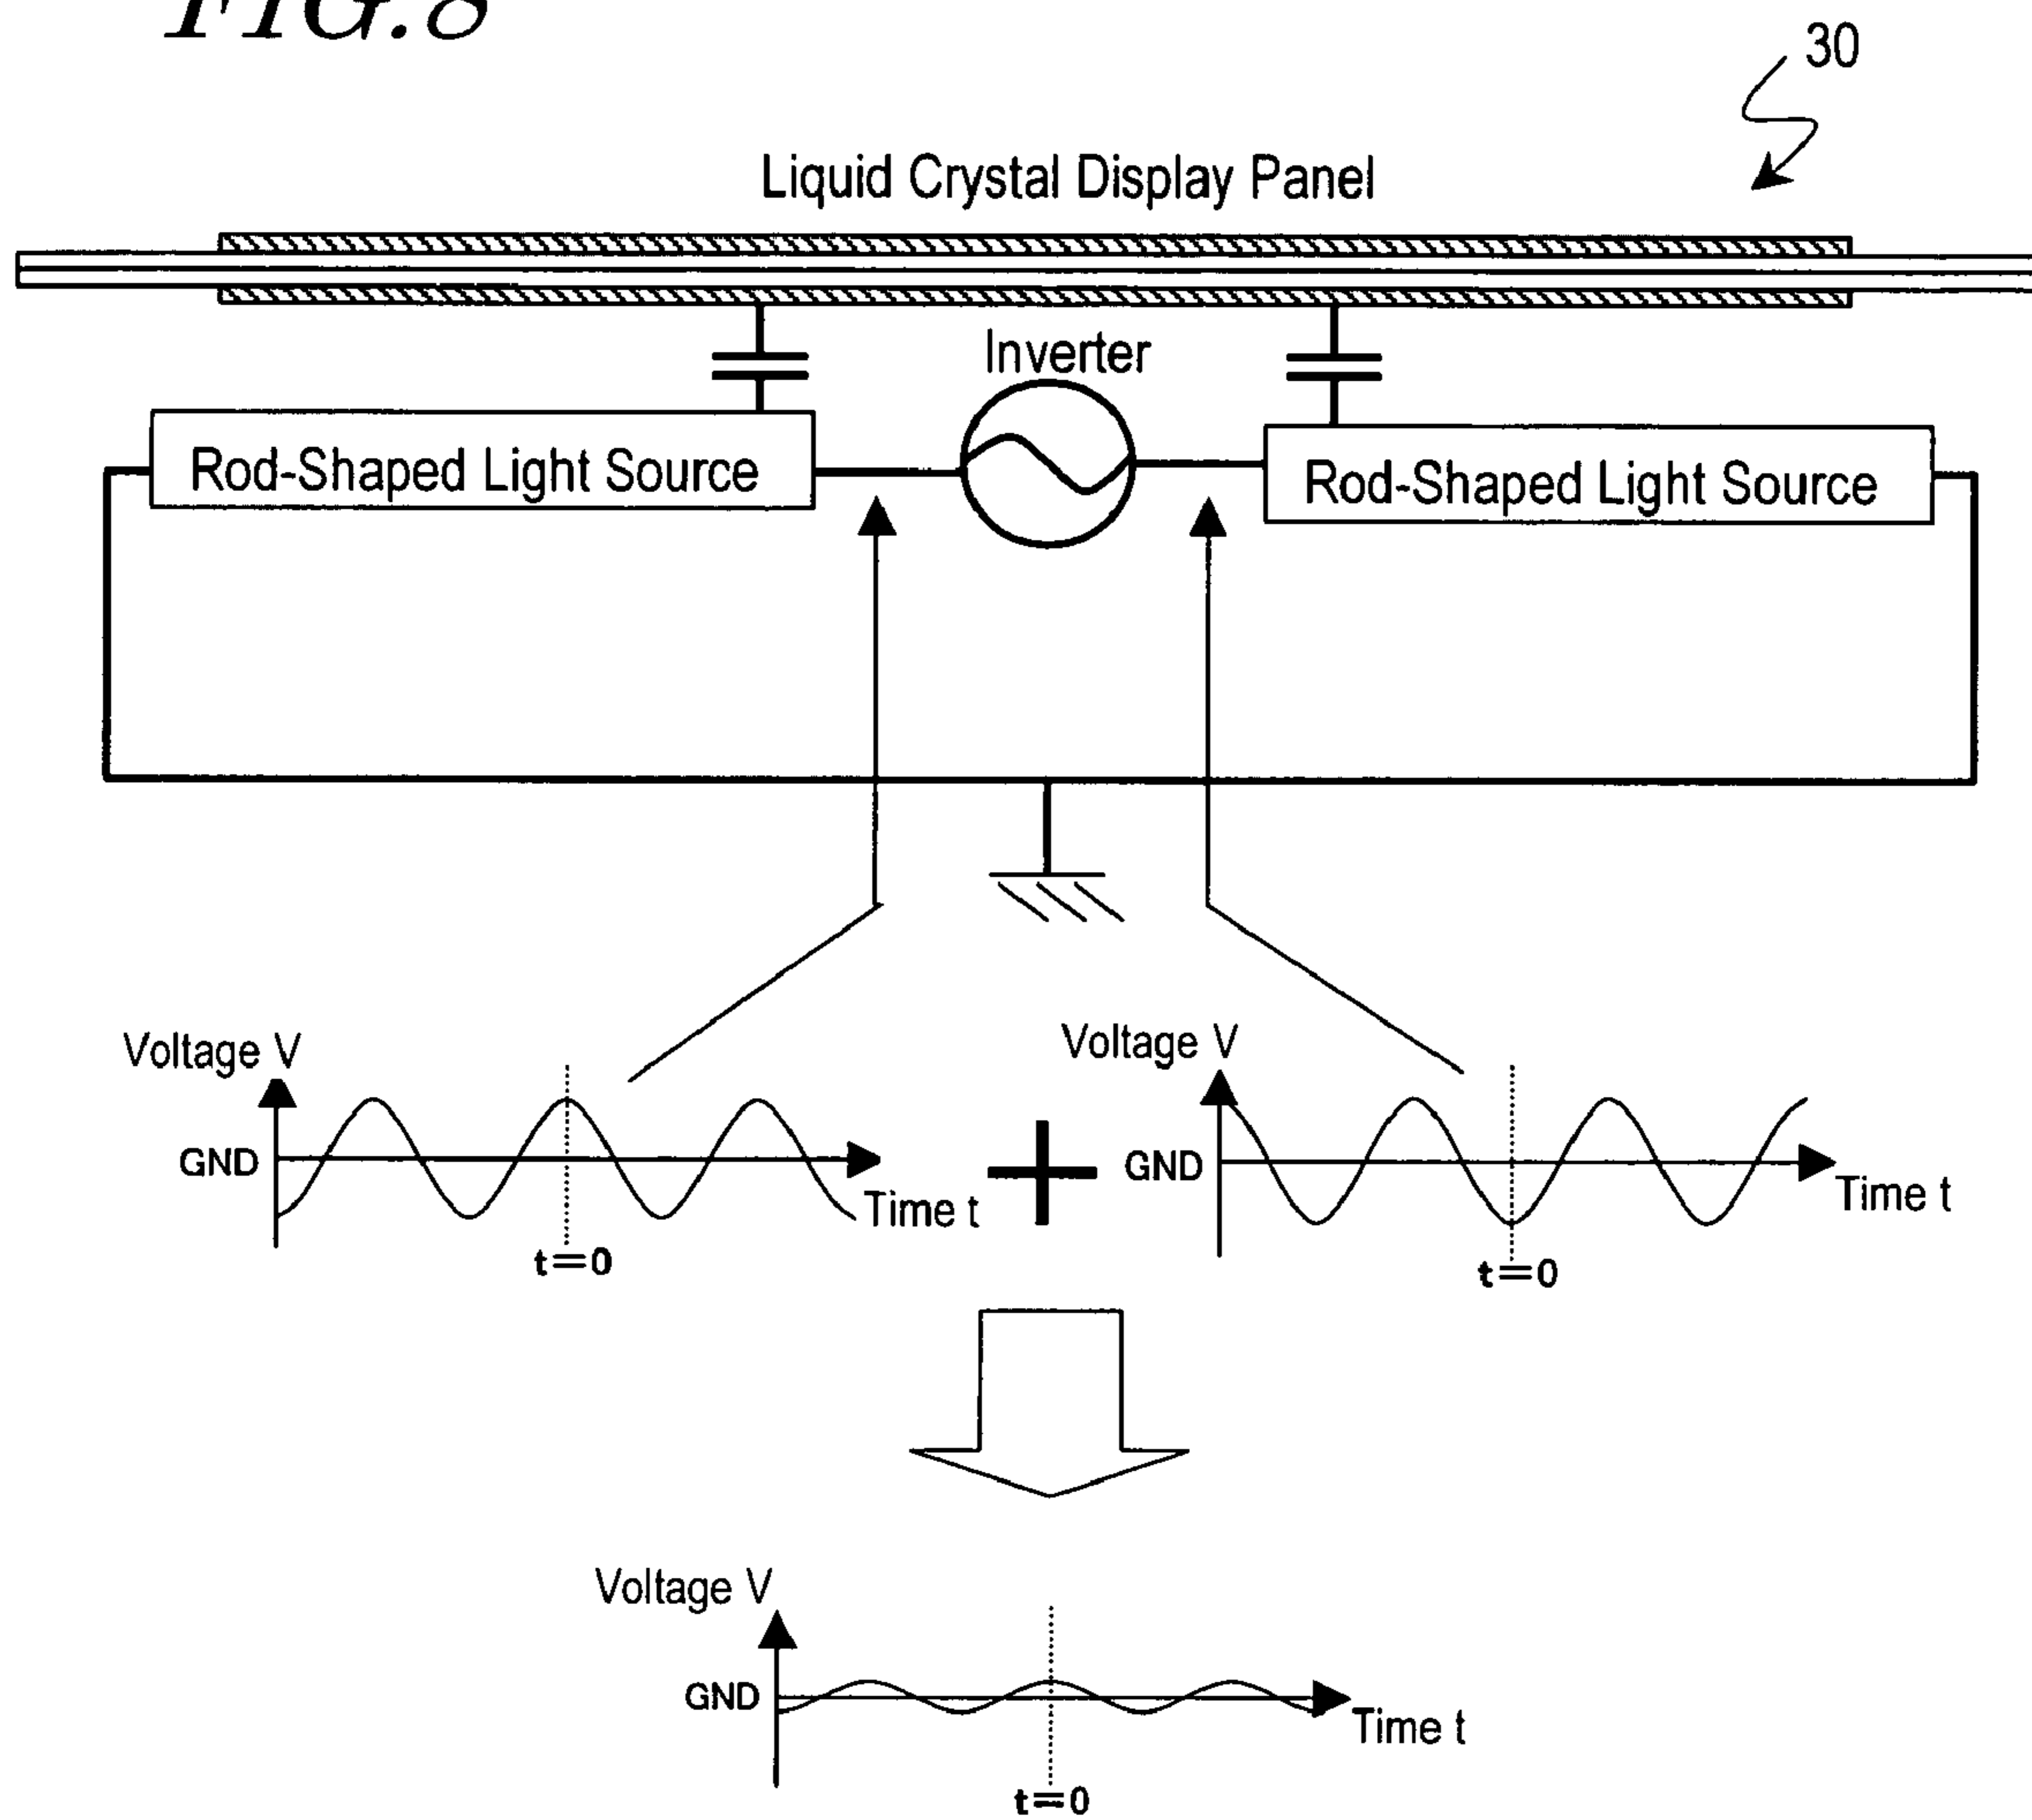 FIG.8
30
Liquid Crystal Display Panel
Inverter
Rod-Shaped Light Source
Rod-Shaped Light Source
Voltage V
GND
Time t
t=0
Voltage V
GND
Time t
t=0
Voltage V
GND
Time t
t=0